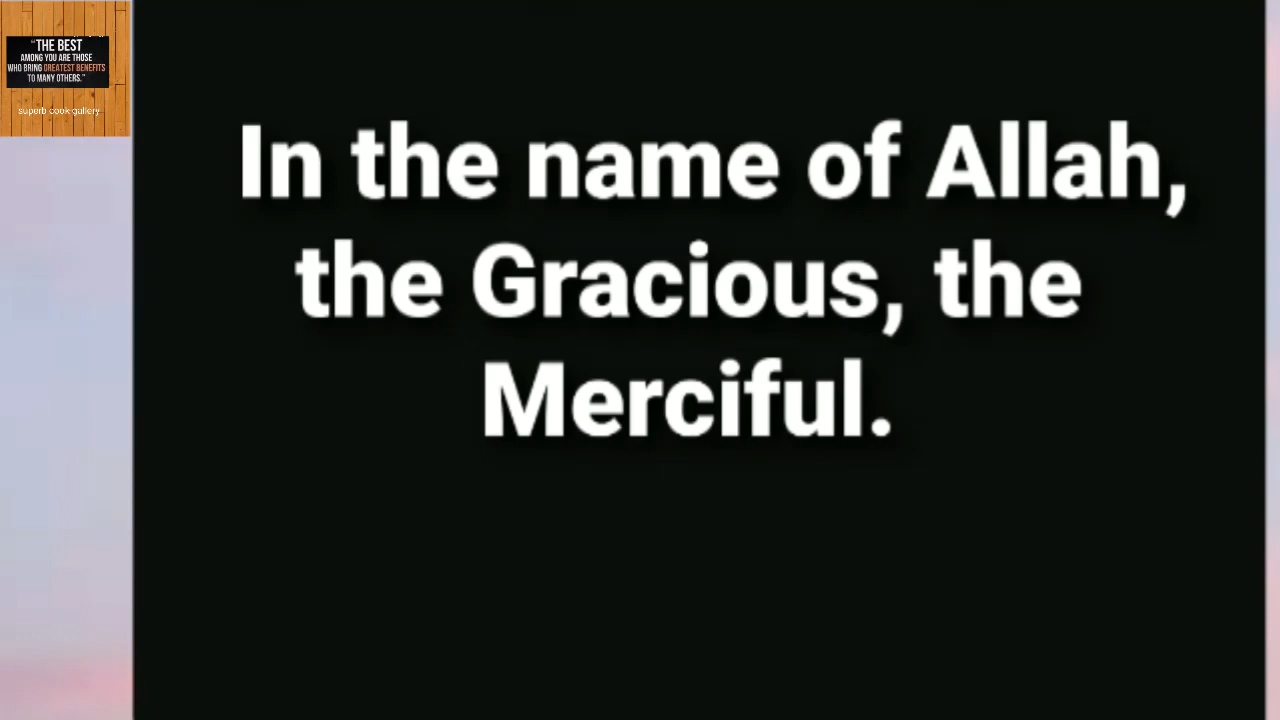 "THE BEST
AMONG YOU ARE THOSE
WHO BRING GREATEST BENEFITS
TO MANY OTHERS."
superb cook gallery
In the name of Allah,
the Gracious, the
Merciful.